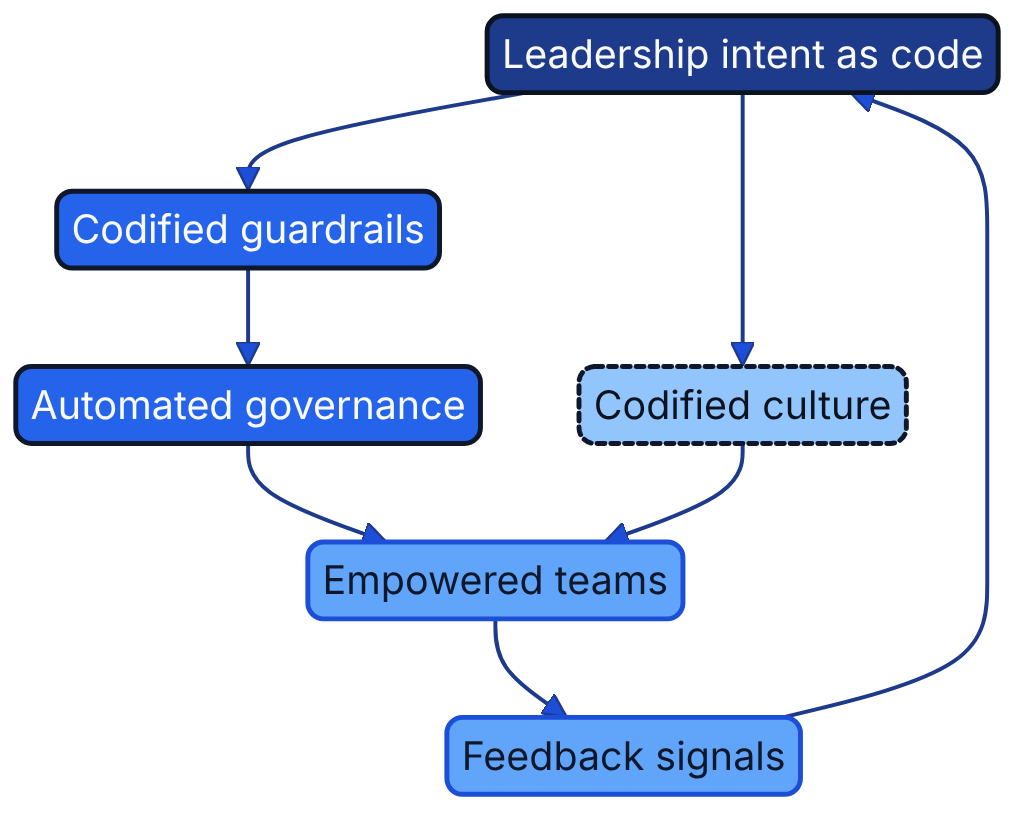 Leadership intent as code
Codified guardrails
Automated governance
Codified culture
Empowered teams
Feedback signals